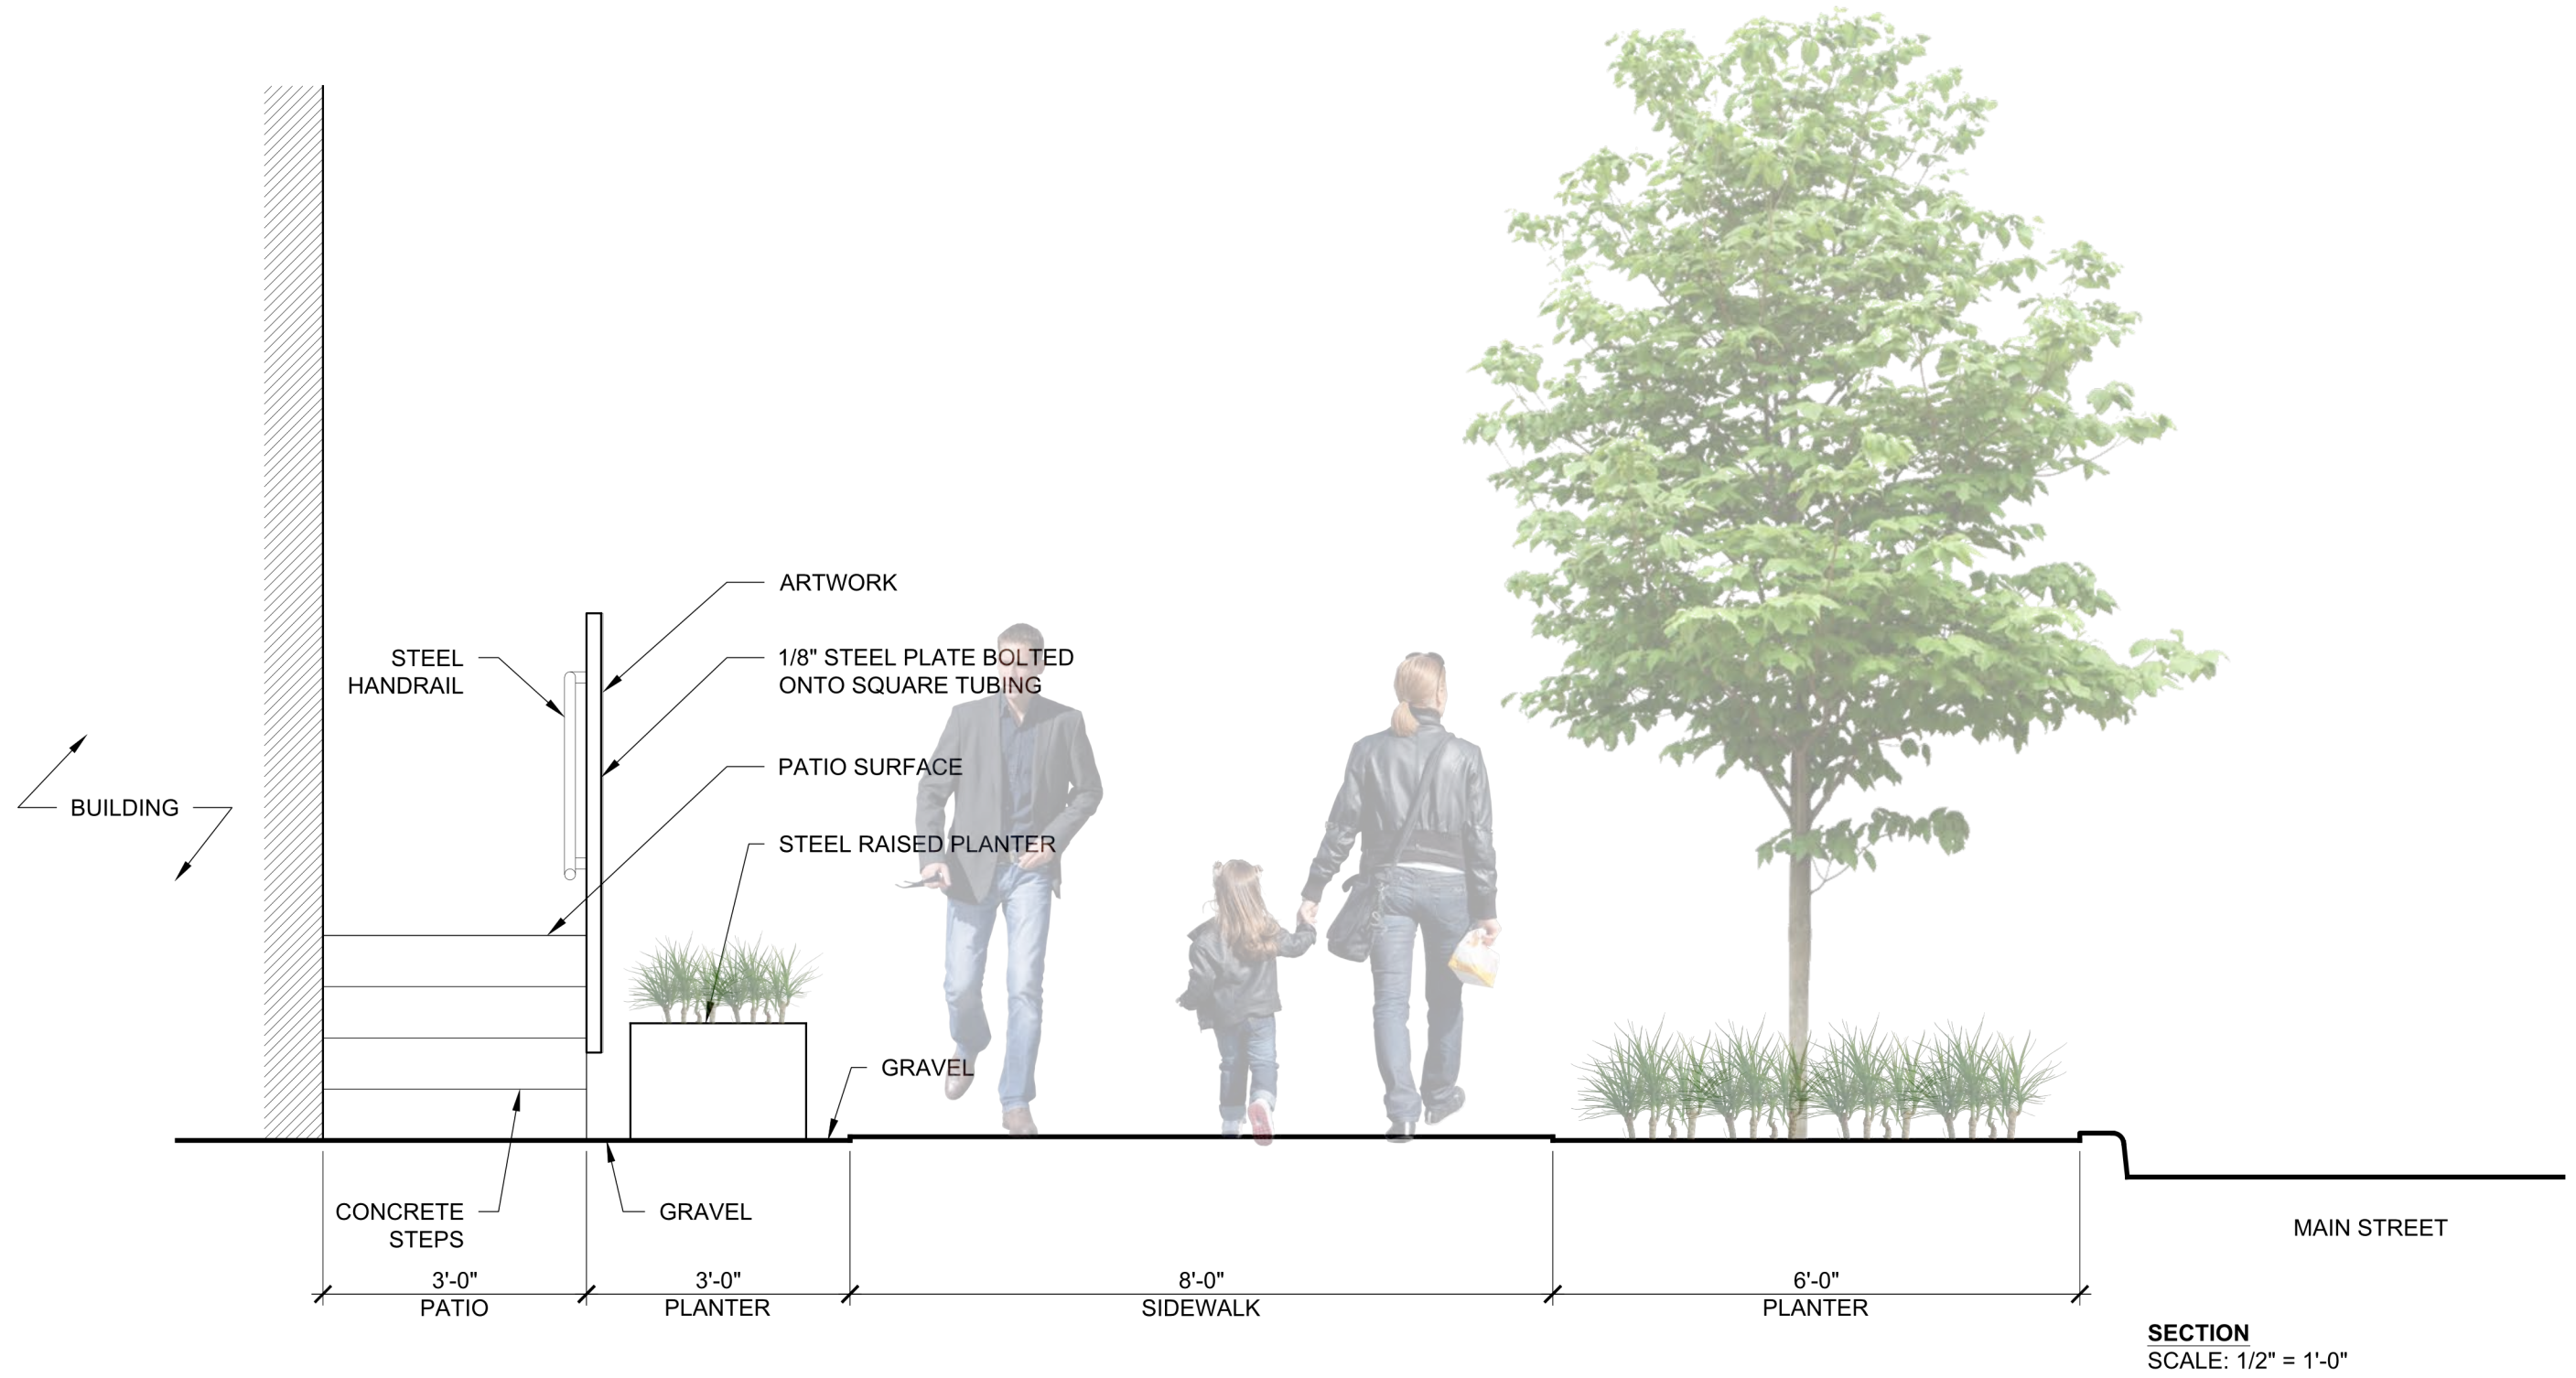 ARTWORK
STEEL
HANDRAIL
1/8" STEEL PLATE BOLTED
ONTO SQUARE TUBING
PATIO SURFACE
BUILDING
STEEL RAISED PLANTER
GRAVEL
CONCRETE
STEPS
GRAVEL
MAIN STREET
3'-0"
PATIO
3'-0"
PLANTER
8'-0"
SIDEWALK
6'-0"
PLANTER
SECTION
SCALE: 1/2" = 1'-0"